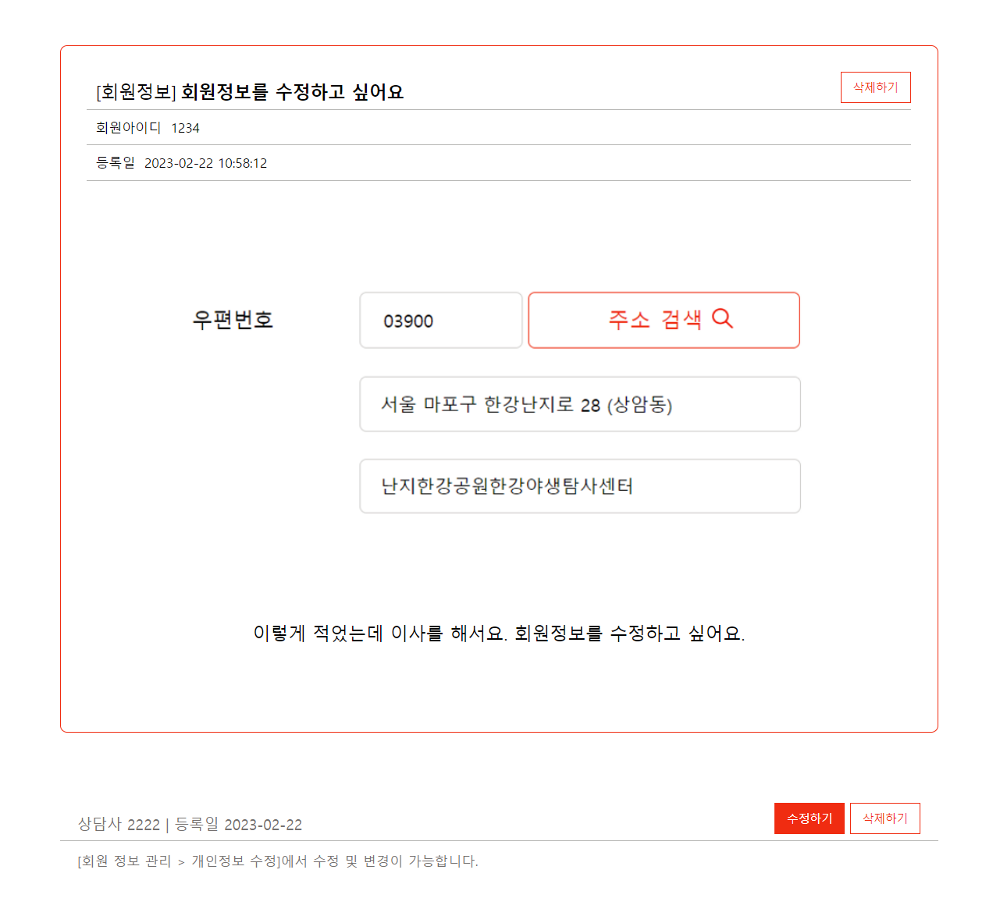 [회원정보] 회원정보를 수정하고 싶어요
삭제하기
회원아이디 1234
등록일 2023-02-22 10:58:12
우편번호
03900
주소 검색
서울 마포구 한강난지로 28 (상암동)
난지한강공원한강야생탐사센터
이렇게 적었는데 이사를 해서요. 회원정보를 수정하고 싶어요.
상담사 2222 | 등록일 2023-02-22
수정하기
삭제하기
[회원 정보 관리 > 개인정보 수정]에서 수정 및 변경이 가능합니다.